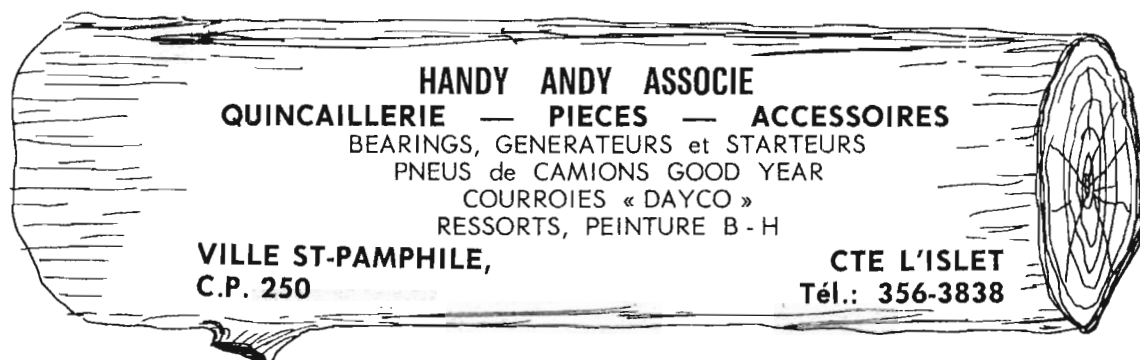 HANDY ANDY ASSOCIE
QUINCAILLERIE — PIECES — ACCESSOIRES
BEARINGS, GENERATEURS et STARTEURS
PNEUS de CAMIONS GOOD YEAR
COURROIES « DAYCO »
RESSORTS, PEINTURE B - H
VILLE ST-PAMPHILE,
C.P. 250
CTE L'ISLET
Tél.: 356-3838